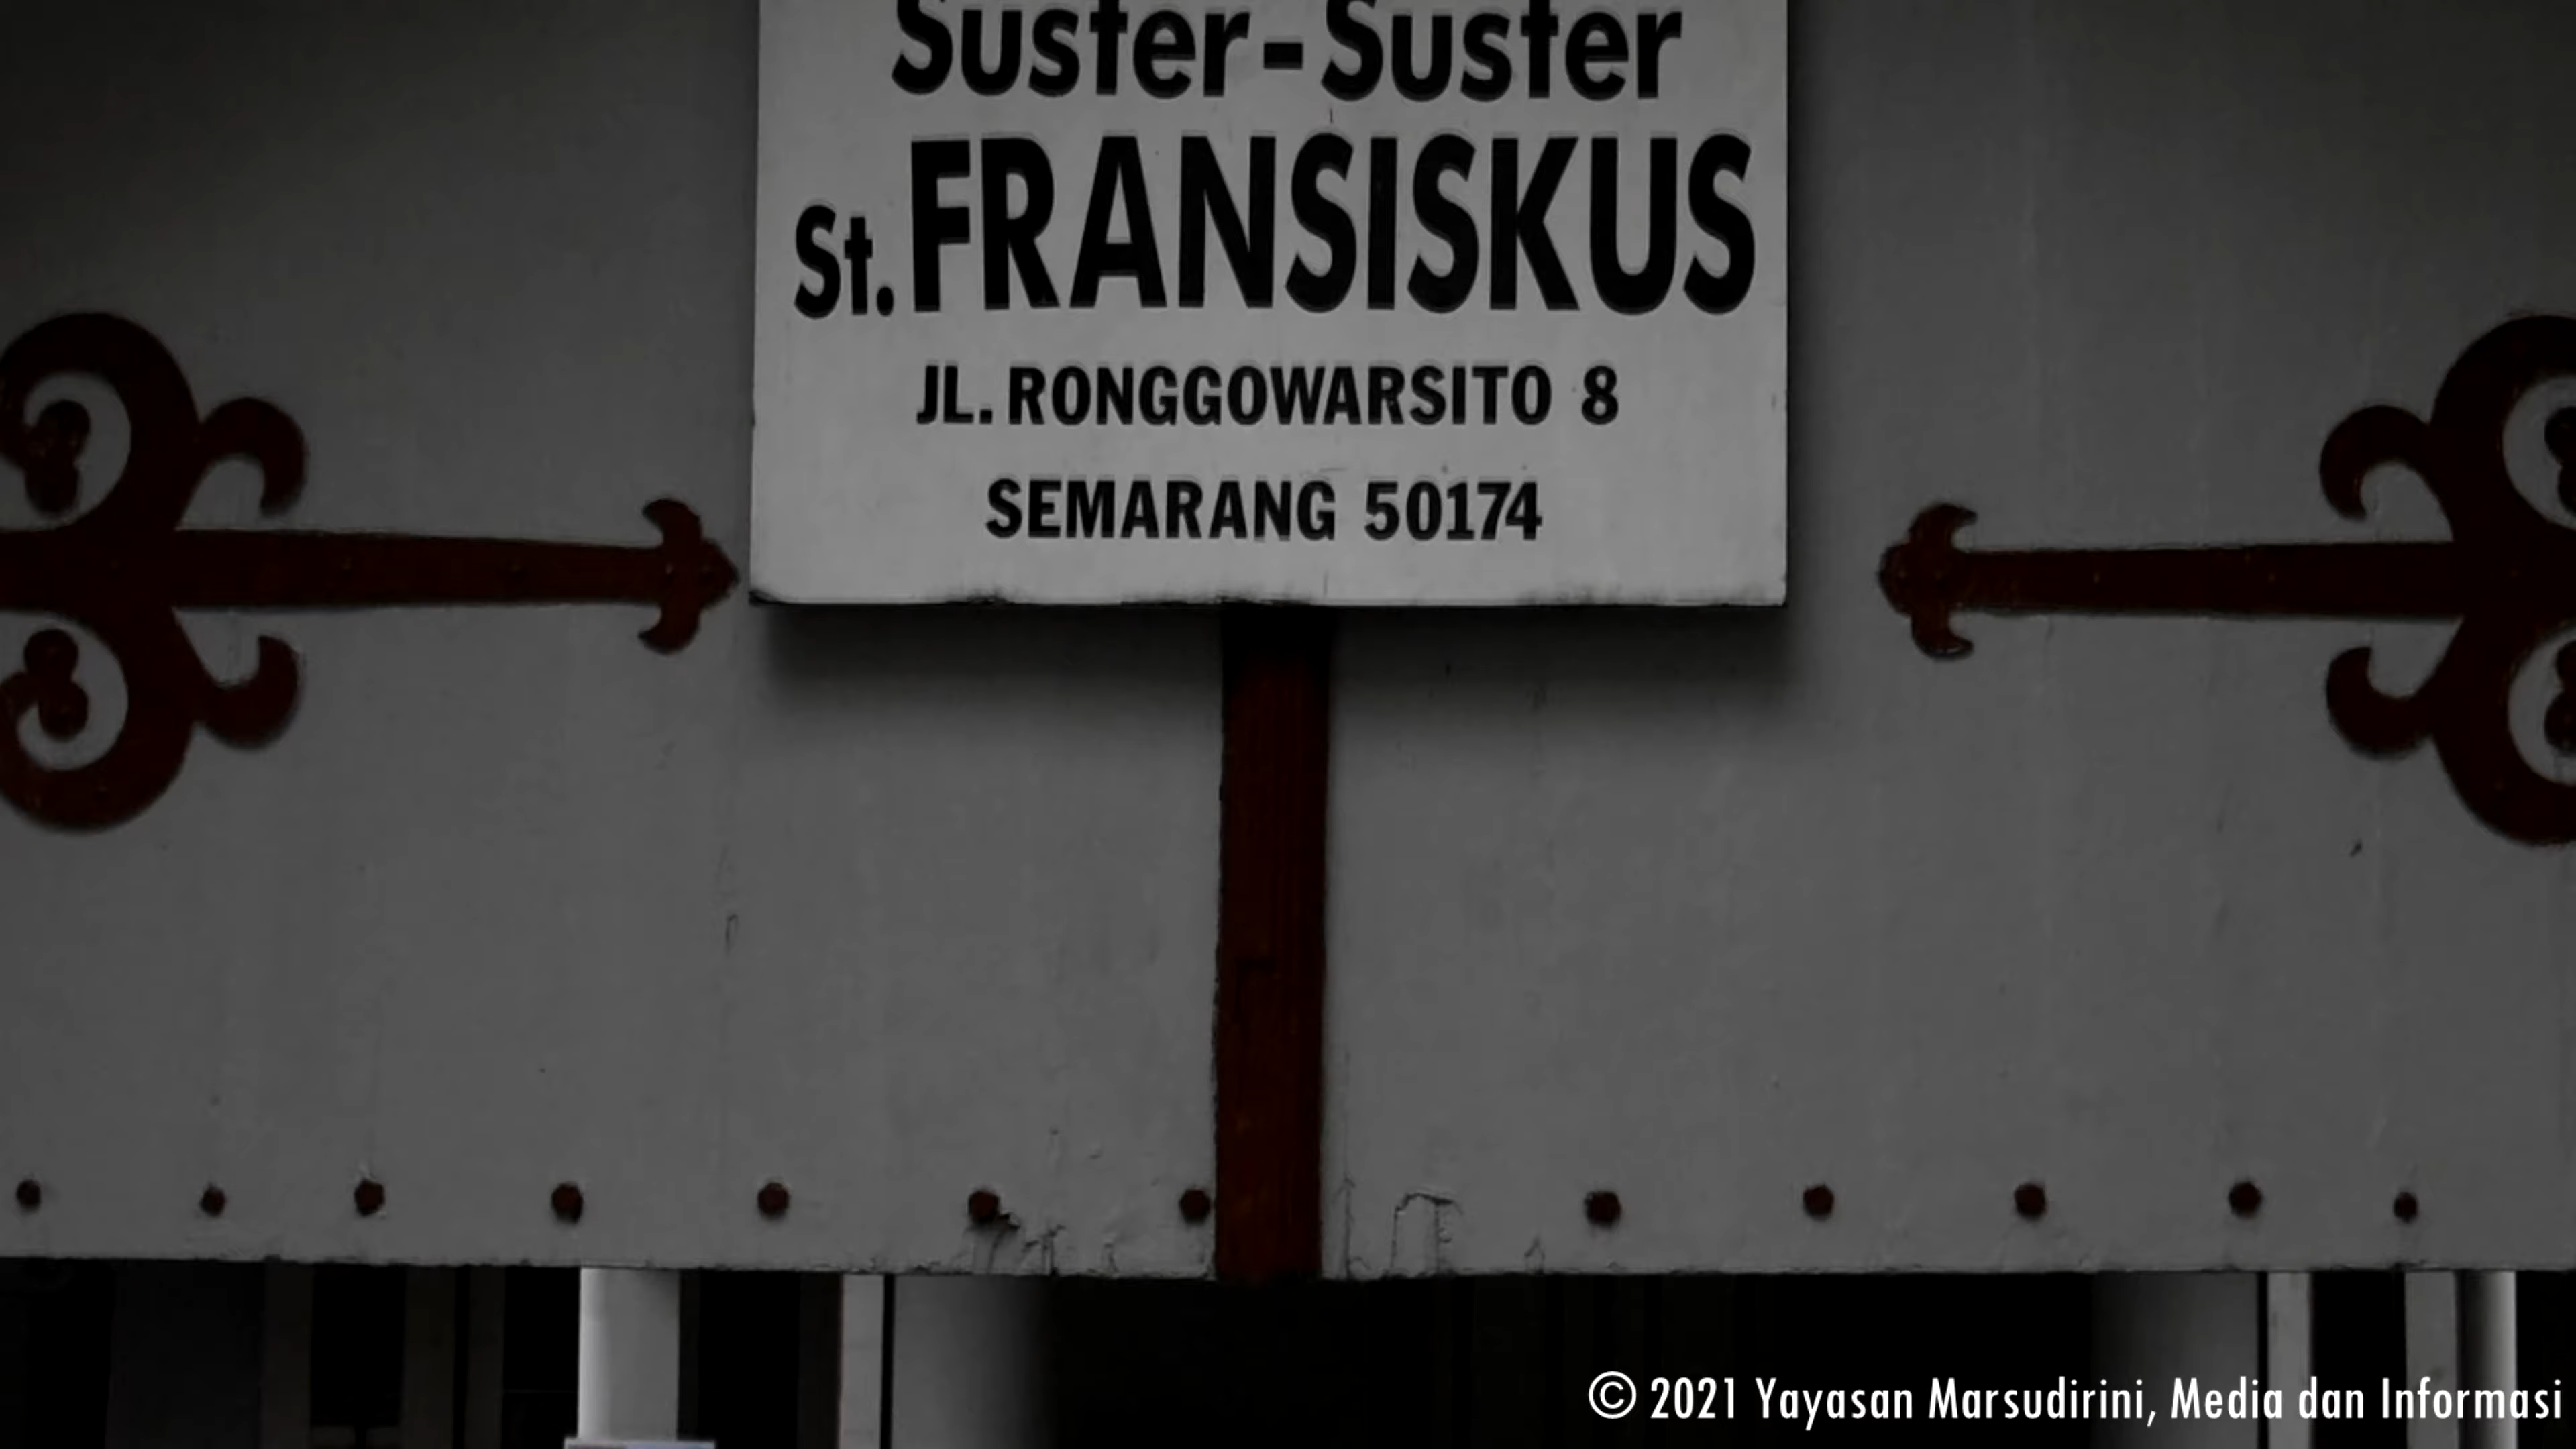 Suster-Suster
St. FRANSISKUS
JL. RONGGOWARSITO 8
SEMARANG 50174
© 2021 Yayasan Marsudirini, Media dan Informasi